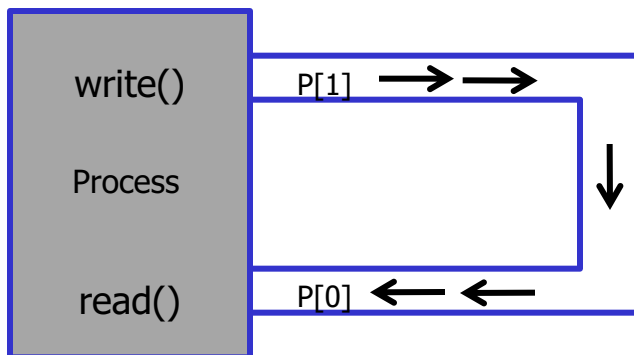 write()
P[1]
Process
read()
P[0]